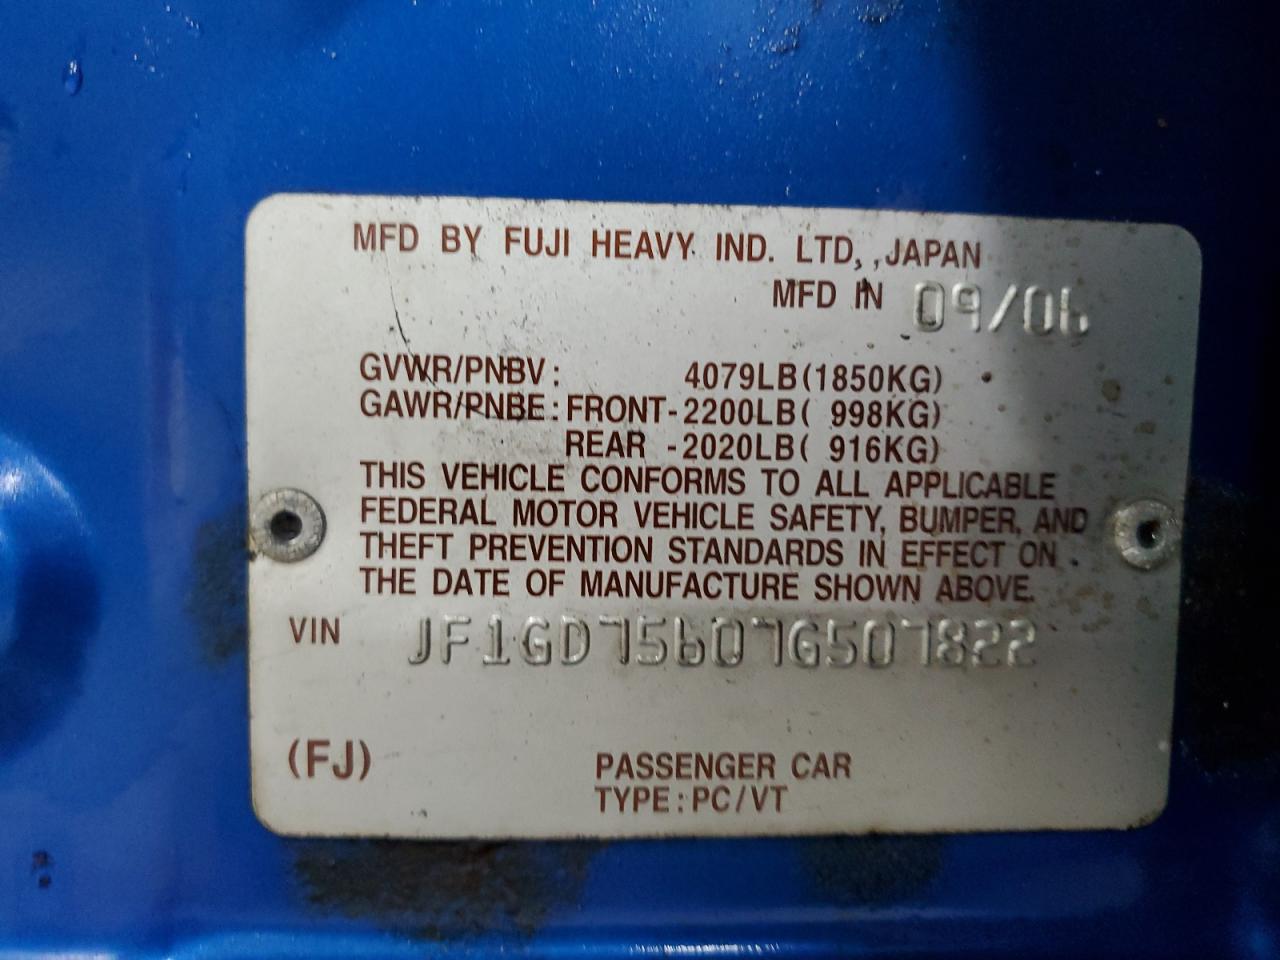 MFD BY FUJI HEAVY IND. LTD., JAPAN
MFD IN 09/06
GVWR/PNBV: 4079LB(1850KG)
GAWR/PNBE: FRONT-2200LB( 998KG)
REAR -2020LB( 916KG)
THIS VEHICLE CONFORMS TO ALL APPLICABLE
FEDERAL MOTOR VEHICLE SAFETY, BUMPER, AND
THEFT PREVENTION STANDARDS IN EFFECT ON
THE DATE OF MANUFACTURE SHOWN ABOVE.
VIN JF1GD75607G507822
(FJ) PASSENGER CAR
TYPE: PC/VT